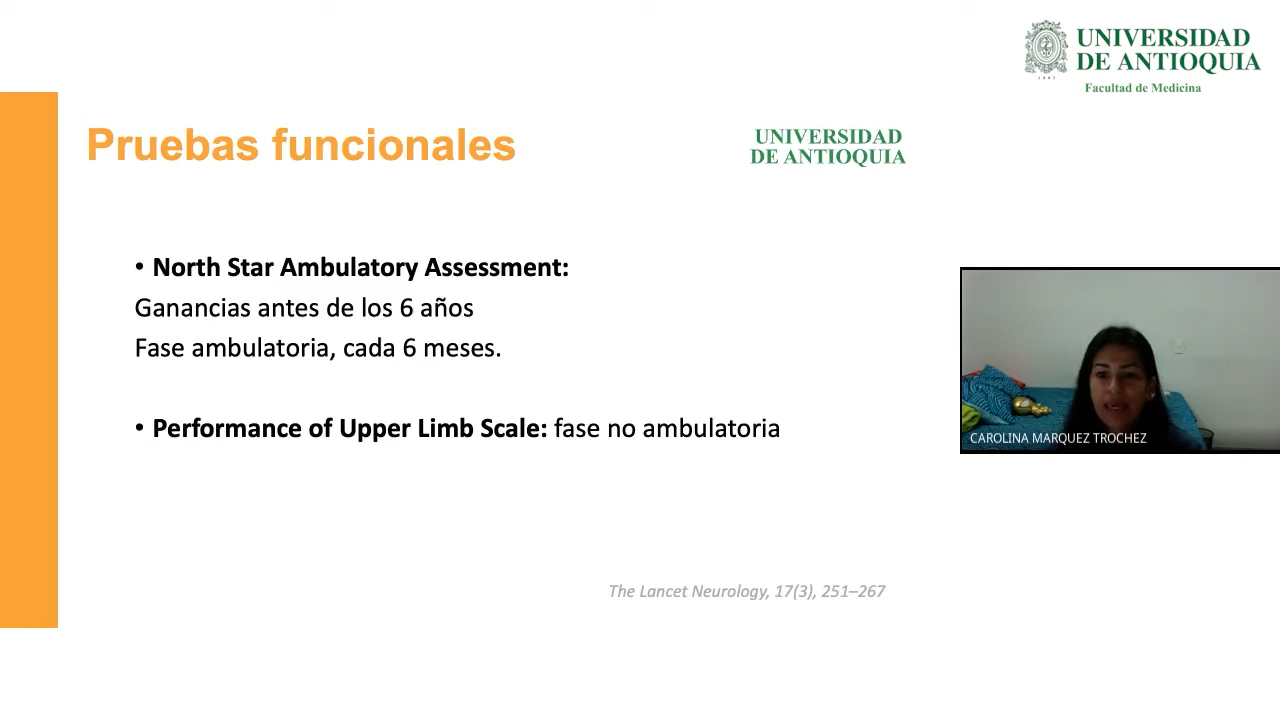 UNIVERSIDAD
DE ANTIOQUIA
1803
Facultad de Medicina
Pruebas funcionales
UNIVERSIDAD
DE ANTIOQUIA
• North Star Ambulatory Assessment:
Ganancias antes de los 6 años
Fase ambulatoria, cada 6 meses.
• Performance of Upper Limb Scale: fase no ambulatoria
CAROLINA MARQUEZ TROCHEZ
The Lancet Neurology, 17(3), 251–267